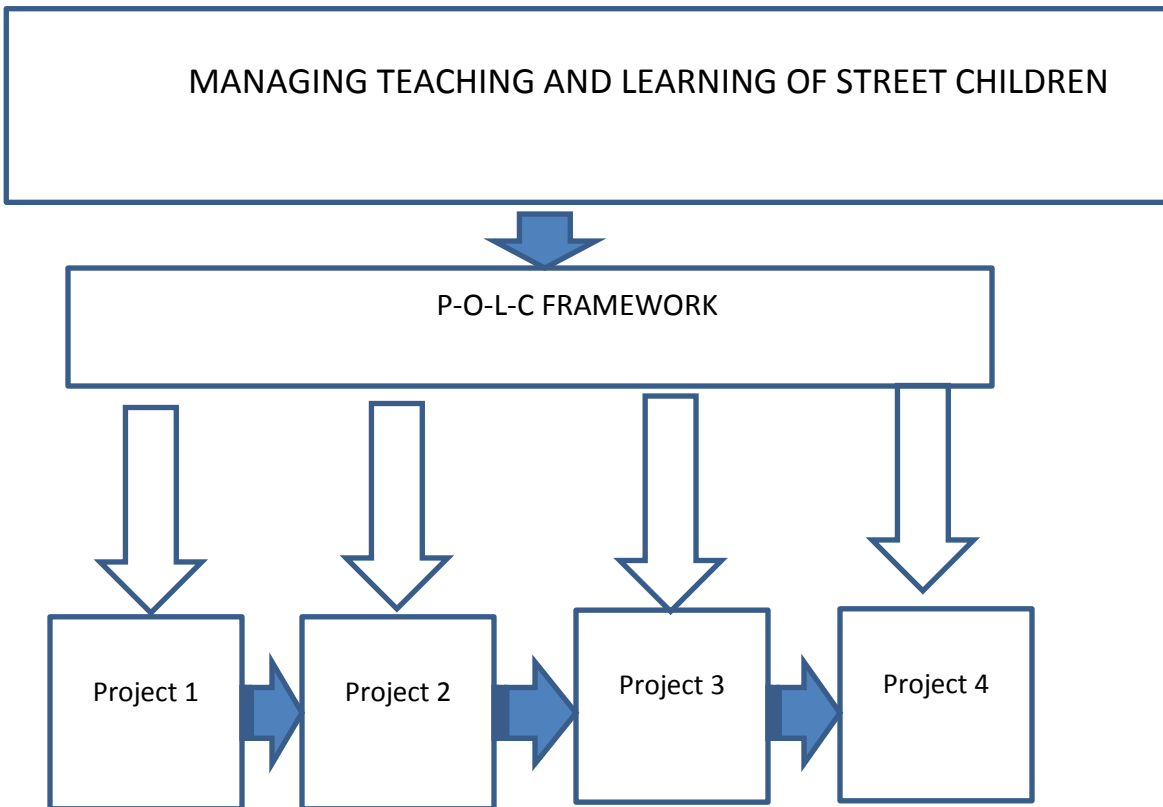 MANAGING TEACHING AND LEARNING OF STREET CHILDREN
P-O-L-C FRAMEWORK
Project 1
Project 2
Project 3
Project 4